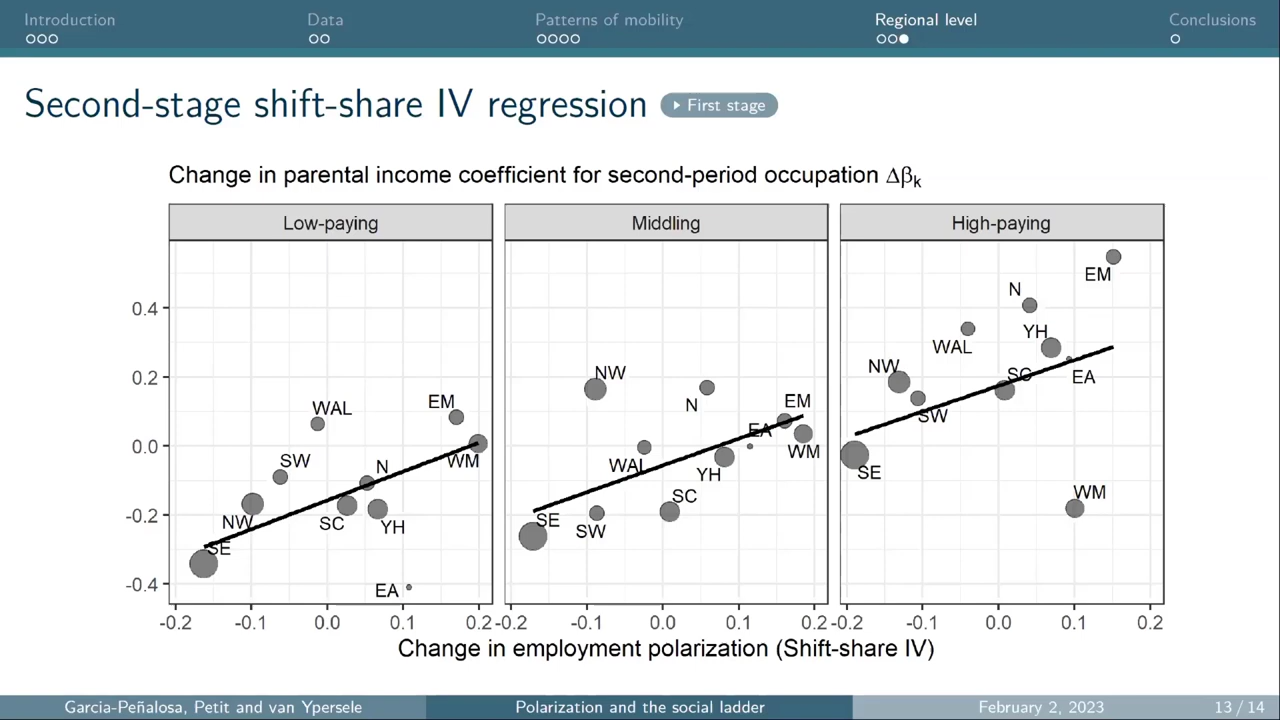 Introduction Data Patterns of mobility Regional level Conclusions
Second-stage shift-share IV regression First stage
Change in parental income coefficient for second-period occupation Δβk
Low-paying Middling High-paying
0.4
0.2
0.0
-0.2
-0.4
EM
WAL
SW
N
WM
NW
SC
YH
SE
EA
NW
N
EM
EA
WAL
YH
WM
SC
SE
SW
EM
N
YH
WAL
NW
SC
EA
SW
SE
WM
-0.2 -0.1 0.0 0.1 0.2 -0.2 -0.1 0.0 0.1 0.2 -0.2 -0.1 0.0 0.1 0.2
Change in employment polarization (Shift-share IV)
Garcia-Peñalosa, Petit and van Ypersele Polarization and the social ladder February 2, 2023 13 / 14